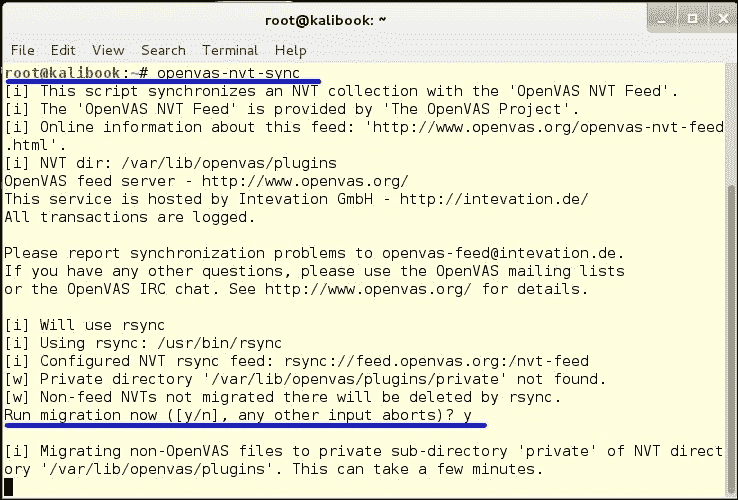 root@kalibook: ~
File Edit View Search Terminal Help
root@kalibook:~# openvas-nvt-sync
[i] This script synchronizes an NVT collection with the 'OpenVAS NVT Feed'.
[i] The 'OpenVAS NVT Feed' is provided by 'The OpenVAS Project'.
[i] Online information about this feed: 'http://www.openvas.org/openvas-nvt-feed
.html'.
[i] NVT dir: /var/lib/openvas/plugins
OpenVAS feed server - http://www.openvas.org/
This service is hosted by Intevation GmbH - http://intevation.de/
All transactions are logged.

Please report synchronization problems to openvas-feed@intevation.de.
If you have any other questions, please use the OpenVAS mailing lists
or the OpenVAS IRC chat. See http://www.openvas.org/ for details.

[i] Will use rsync
[i] Using rsync: /usr/bin/rsync
[i] Configured NVT rsync feed: rsync://feed.openvas.org:/nvt-feed
[w] Private directory '/var/lib/openvas/plugins/private' not found.
[w] Non-feed NVTs not migrated there will be deleted by rsync.
Run migration now ([y/n], any other input aborts)? y

[i] Migrating non-OpenVAS files to private sub-directory 'private' of NVT direct
ory '/var/lib/openvas/plugins'. This can take a few minutes.